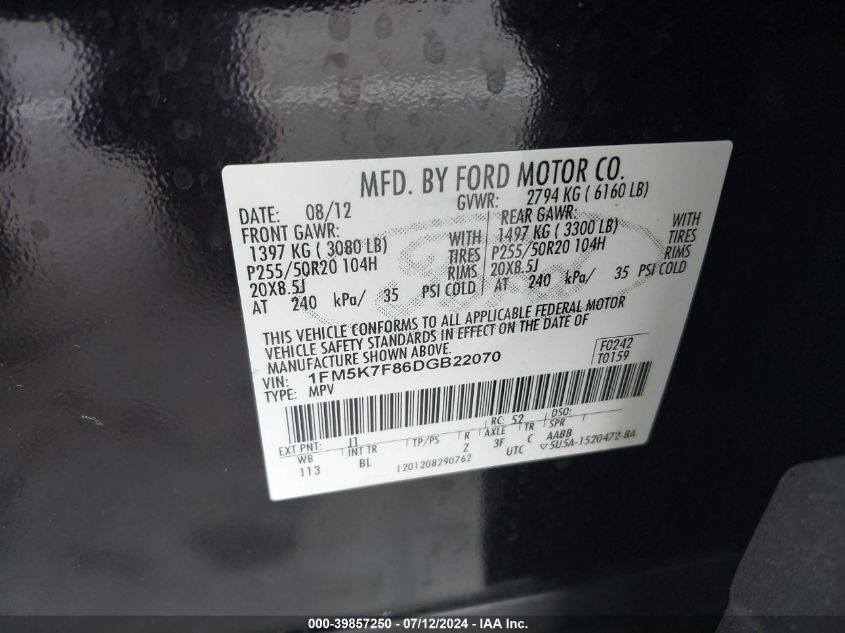 MFD. BY FORD MOTOR CO.
DATE: 08/12 GVWR: 2794 KG ( 6160 LB)
FRONT GAWR: REAR GAWR:
1397 KG ( 3080 LB) WITH 1497 KG ( 3300 LB) WITH
P255/50R20 104H TIRES P255/50R20 104H TIRES
20X8.5J RIMS 20X8.5J RIMS
AT 240 kPa/ 35 PSI COLD AT 240 kPa/ 35 PSI COLD
THIS VEHICLE CONFORMS TO ALL APPLICABLE FEDERAL MOTOR
VEHICLE SAFETY STANDARDS IN EFFECT ON THE DATE OF
MANUFACTURE SHOWN ABOVE.
F0242
VIN: 1FM5K7F86DGB22070
T0159
TYPE: MPV
EXT PNT: J1 RC: 52 DSO:
WB INT TR TP/PS R AXLE TR SPR
113 BL Z 3F C AABB
1201208290762 UTC 5U5A-1520472-BA
000-39857250 - 07/12/2024 - IAA Inc.